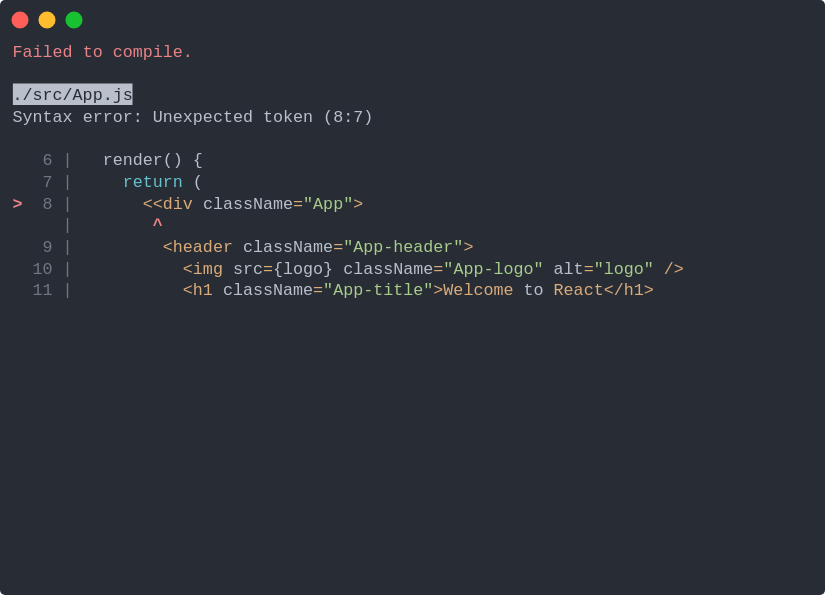 Failed to compile.
./src/App.js
Syntax error: Unexpected token (8:7)
6 |   render() {
7 |     return (
> 8 |       <<div className="App">
|        ^
9 |         <header className="App-header">
10 |           <img src={logo} className="App-logo" alt="logo" />
11 |           <h1 className="App-title">Welcome to React</h1>